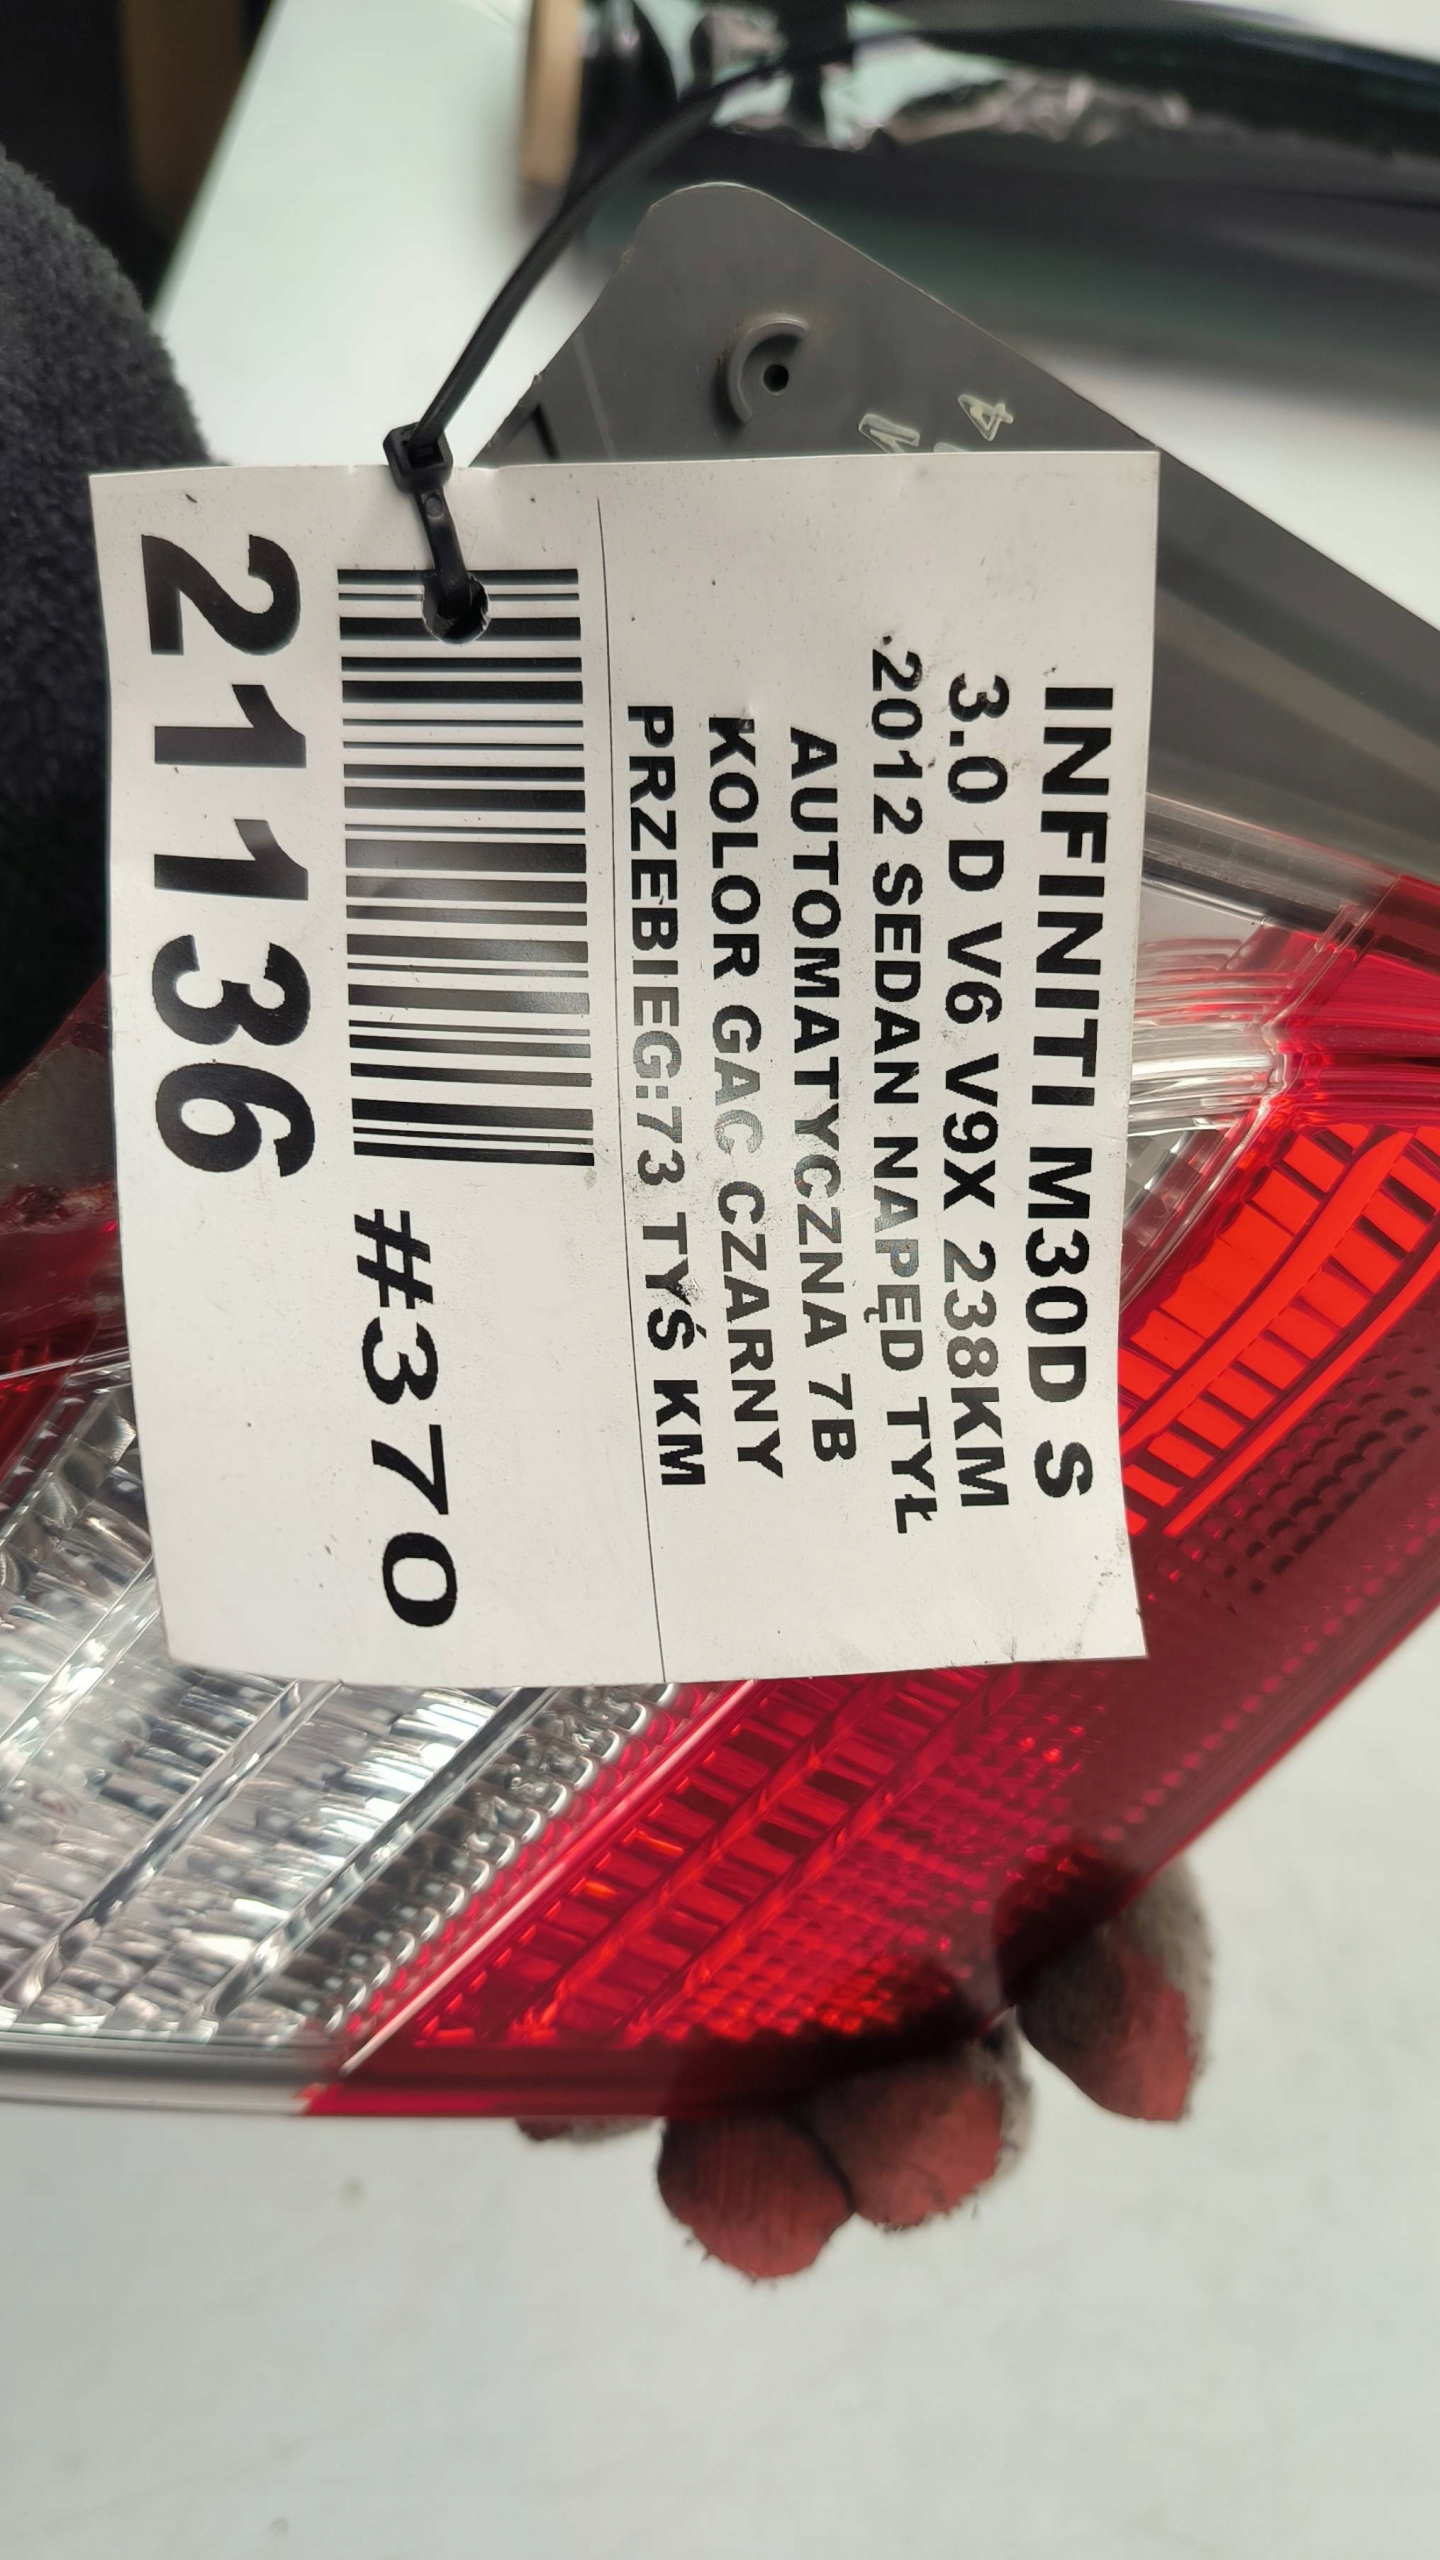 INFINITI M30D S
3.0 D V6 V9X 238KM
2012 SEDAN NAPĘD TYŁ
AUTOMATYCZNA 7B
KOLOR GAC CZARNY
PRZEBIEG:73 TYŚ KM
#370
21136